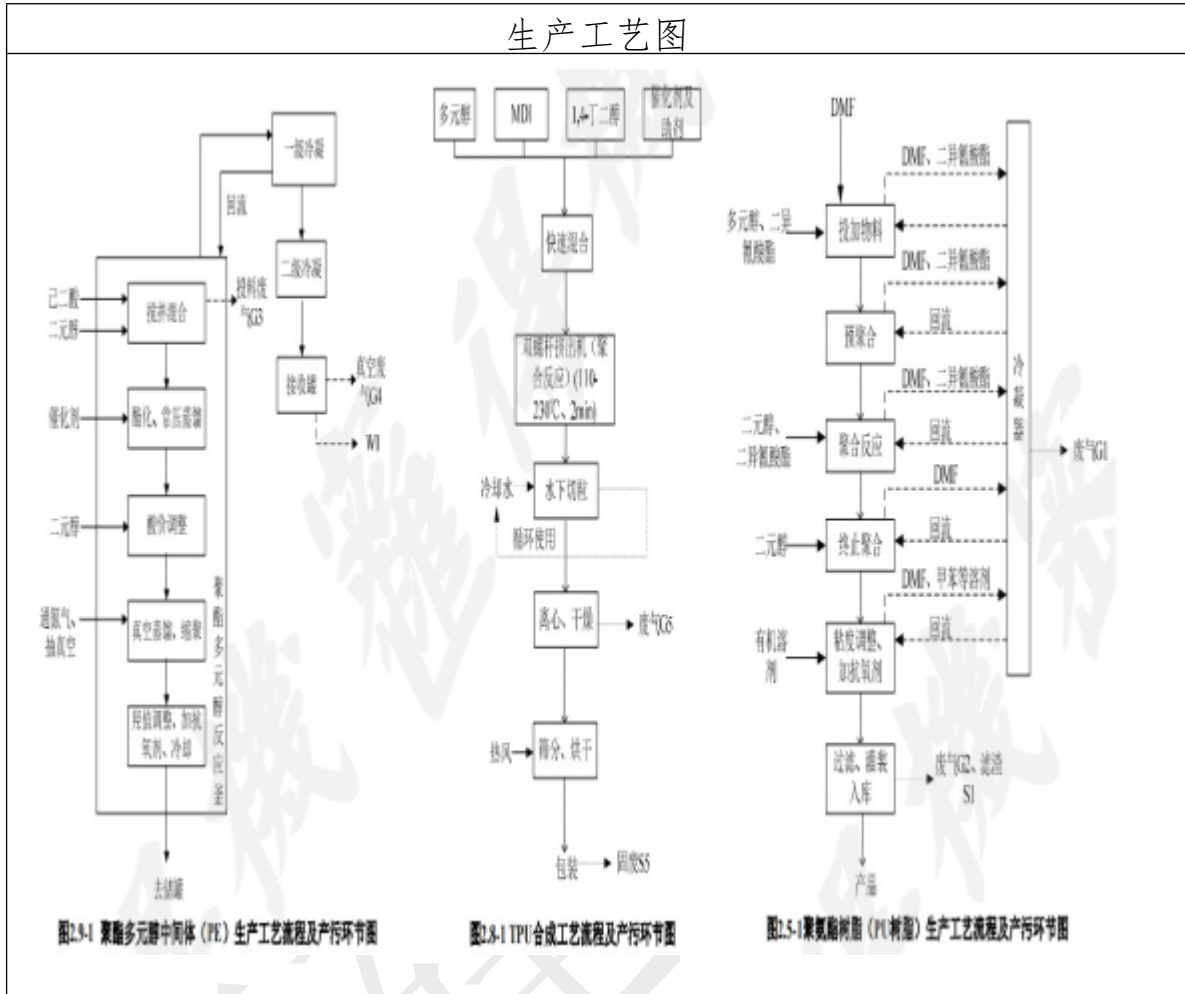 生产工艺图
一级冷凝
回流
二级冷凝
接收罐
真空废
气G4
W1
己二酸
二元醇
搅拌混合
投料废
气G3
催化剂
酯化、常压蒸馏
二元醇
酸价调整
通氮气、
抽真空
真空蒸馏、缩聚
羟值调整、加抗
氧剂、冷却
聚酯多元醇反应釜
去储罐
图2.9-1 聚酯多元醇中间体（PE）生产工艺流程及产污环节图
多元醇
MDI
1,4-丁二醇
催化剂及
助剂
快速混合
双螺杆挤出机（聚
合反应）(110-
230℃、2min)
冷却水
水下切粒
循环使用
离心、干燥
废气G5
热风
筛分、烘干
包装
固废S5
图2.8-1 TPU合成工艺流程及产污环节图
DMF
DMF、二异氰酸酯
多元醇、二异
氰酸酯
投加物料
DMF、二异氰酸酯
回流
预聚合
DMF、二异氰酸酯
二元醇、
二异氰酸酯
聚合反应
回流
DMF
二元醇
终止聚合
回流
DMF、甲苯等溶剂
有机溶
剂
粘度调整、
加抗氧剂
回流
冷凝器
废气G1
过滤、灌装
入库
废气G2、滤渣
S1
产品
图2.5-1聚氨酯树脂（PU树脂）生产工艺流程及产污环节图